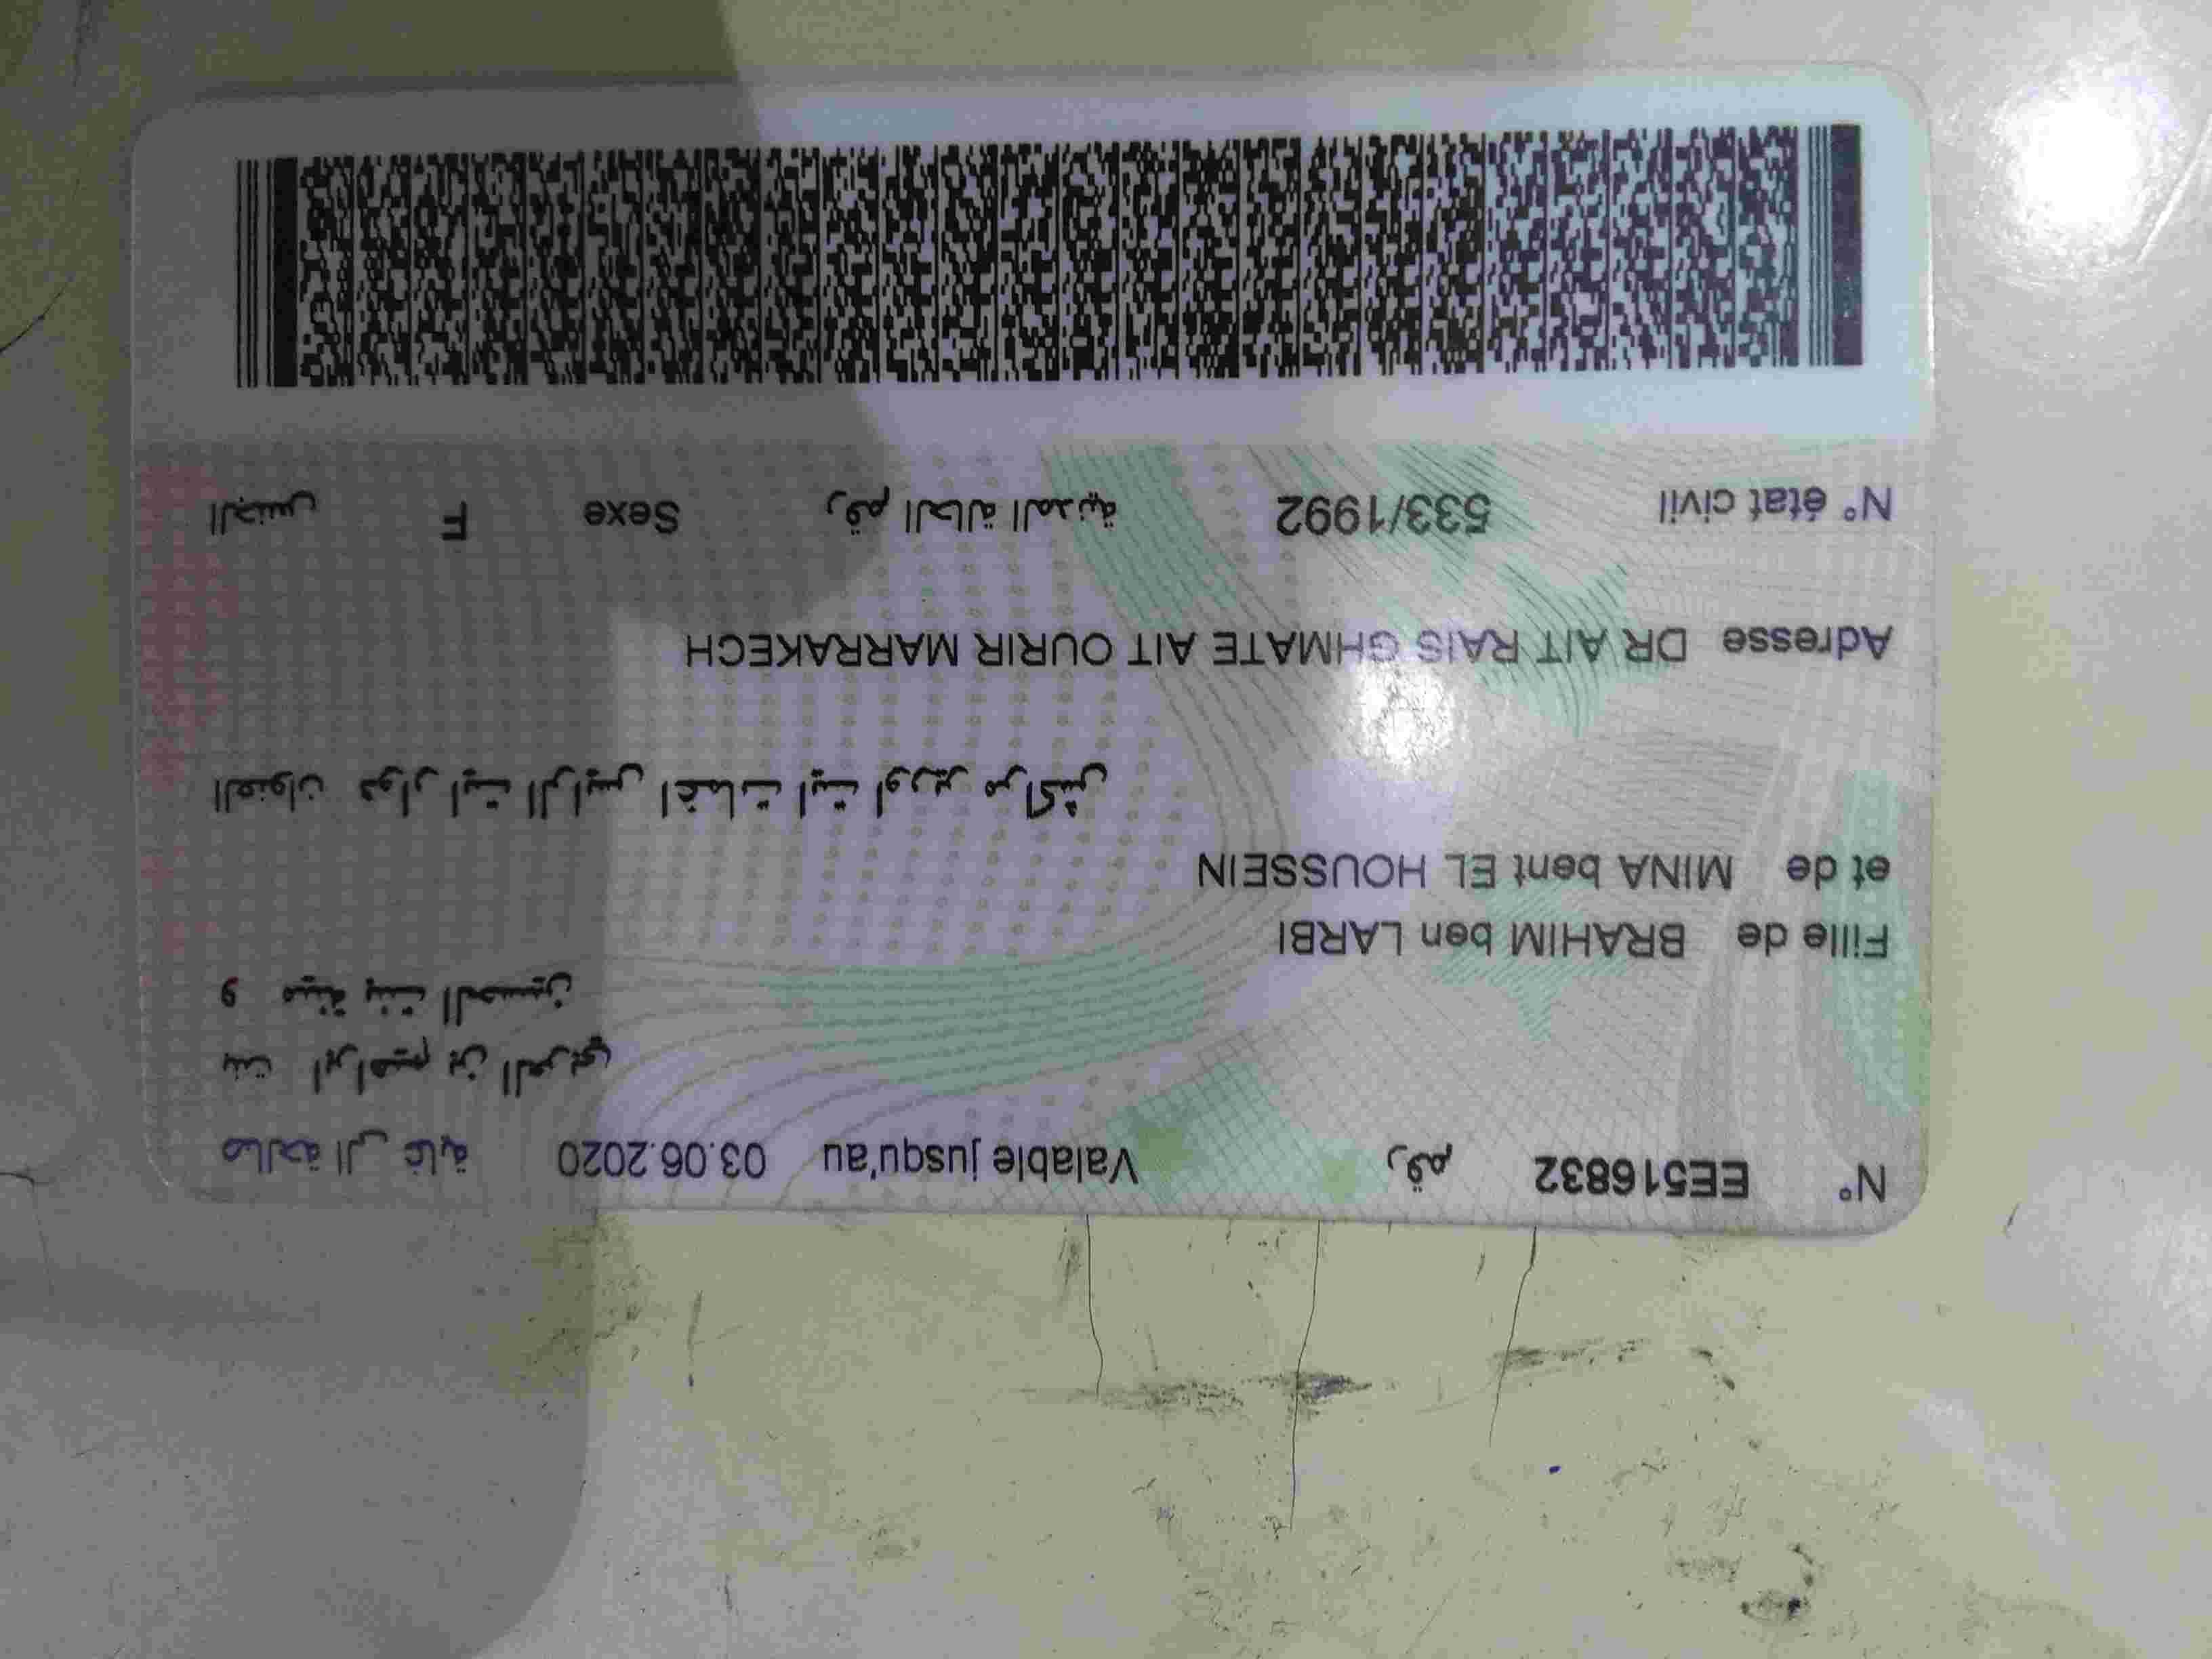 N° EE516832 رقم Valable jusqu'au 03.06.2020 صالحة الى غاية
بنت ابراهيم بن العربي
و مينة بنت الحسين
Fille de BRAHIM ben LARBI
et de MINA bent EL HOUSSEIN
العنوان دوار ايت الرايس اغمات ايت اورير مراكش
Adresse DR AIT RAIS GHMATE AIT OURIR MARRAKECH
N° état civil 533/1992 رقم الحالة المدنية Sexe F الجنس